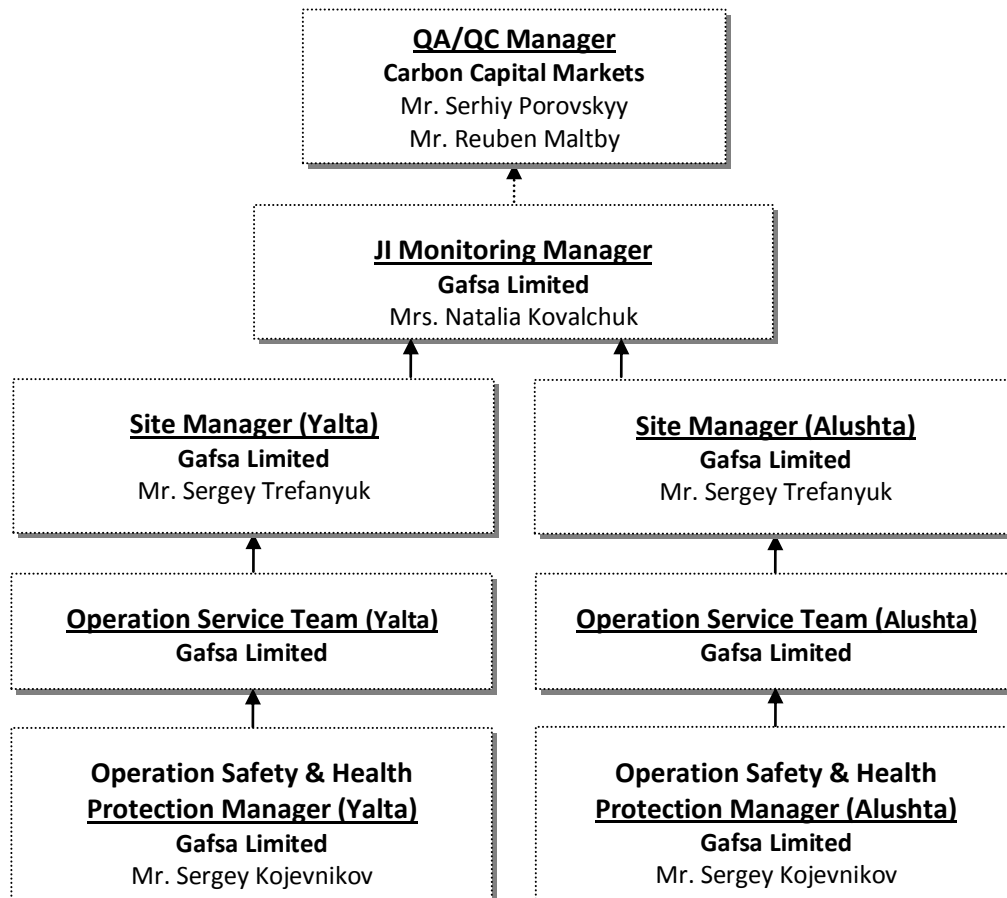 QA/QC Manager
Carbon Capital Markets
Mr. Serhiy Porovskyy
Mr. Reuben Maltby
JI Monitoring Manager
Gafsa Limited
Mrs. Natalia Kovalchuk
Site Manager (Yalta)
Gafsa Limited
Mr. Sergey Trefanyuk
Site Manager (Alushta)
Gafsa Limited
Mr. Sergey Trefanyuk
Operation Service Team (Yalta)
Gafsa Limited
Operation Service Team (Alushta)
Gafsa Limited
Operation Safety & Health
Protection Manager (Yalta)
Gafsa Limited
Mr. Sergey Kojevnikov
Operation Safety & Health
Protection Manager (Alushta)
Gafsa Limited
Mr. Sergey Kojevnikov